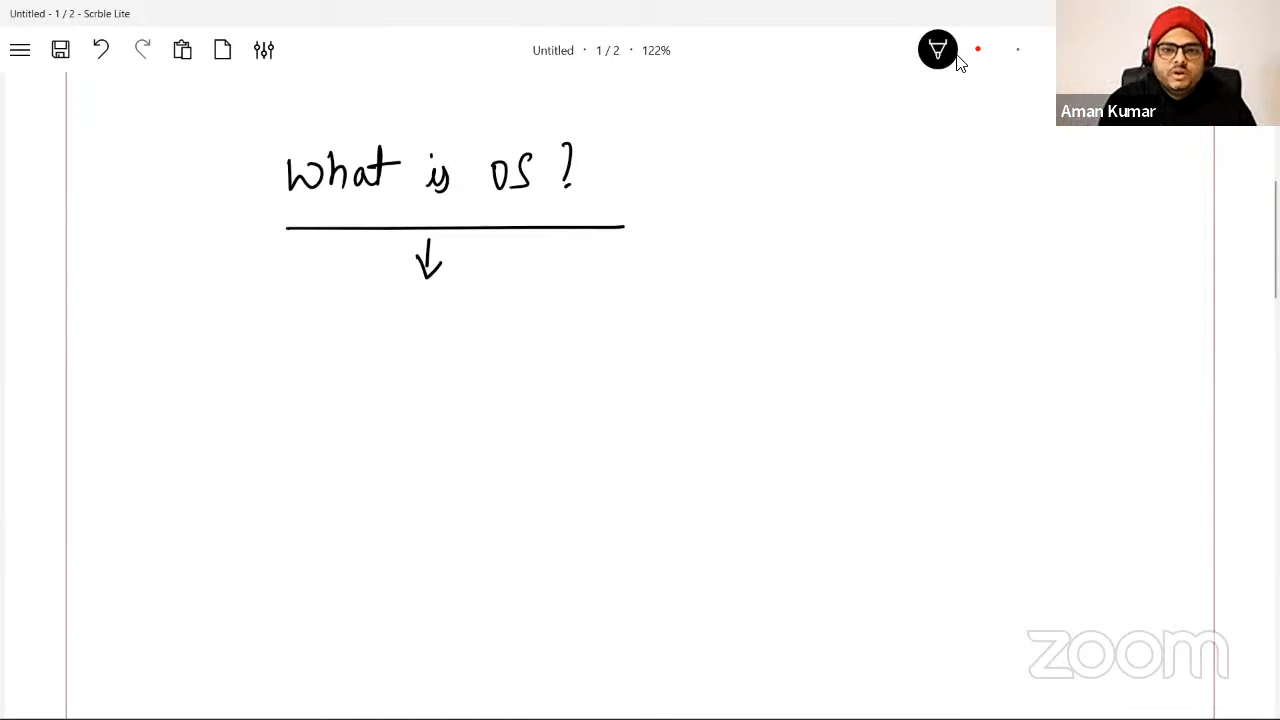 Untitled - 1 / 2 - Scrble Lite
Untitled · 1 / 2 · 122%
Aman Kumar
What is OS ?
zoom